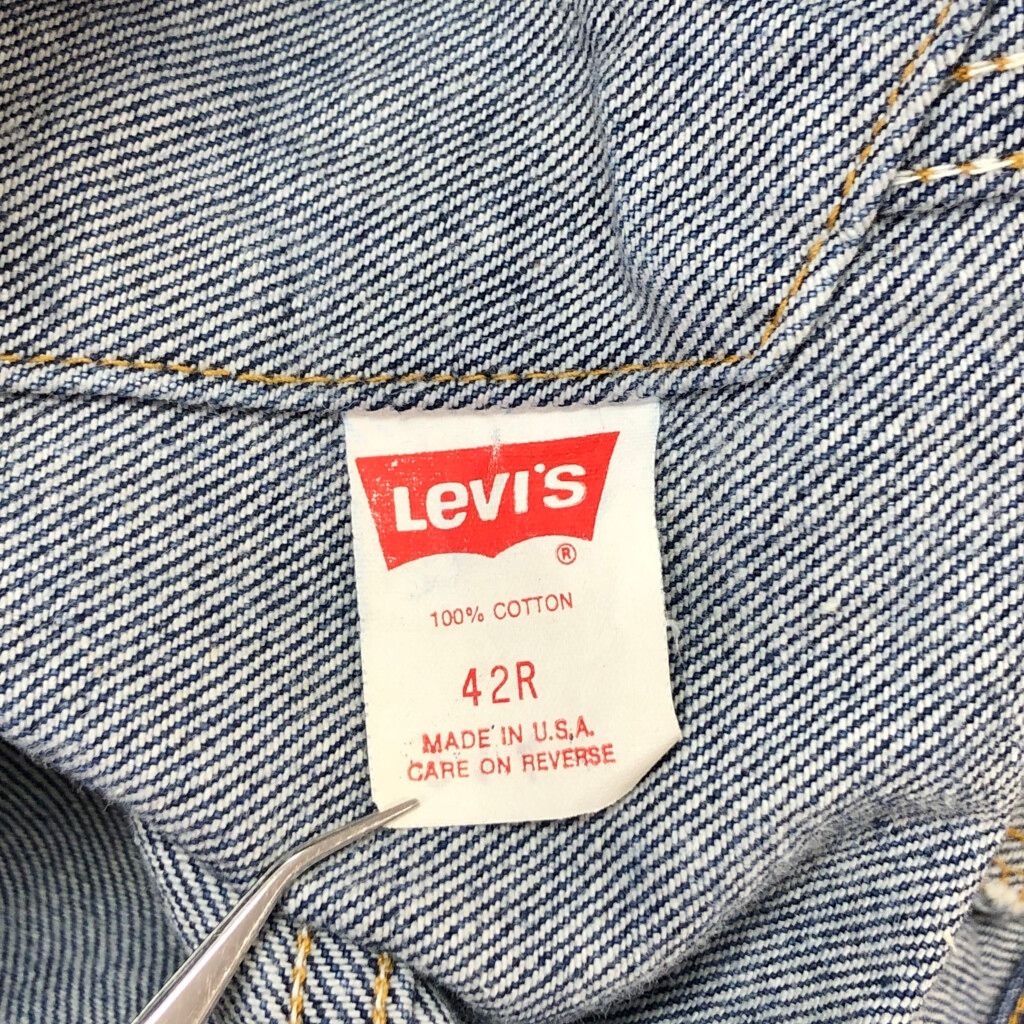 LeVI'S
®
100% COTTON
42R
MADE IN U.S.A.
CARE ON REVERSE